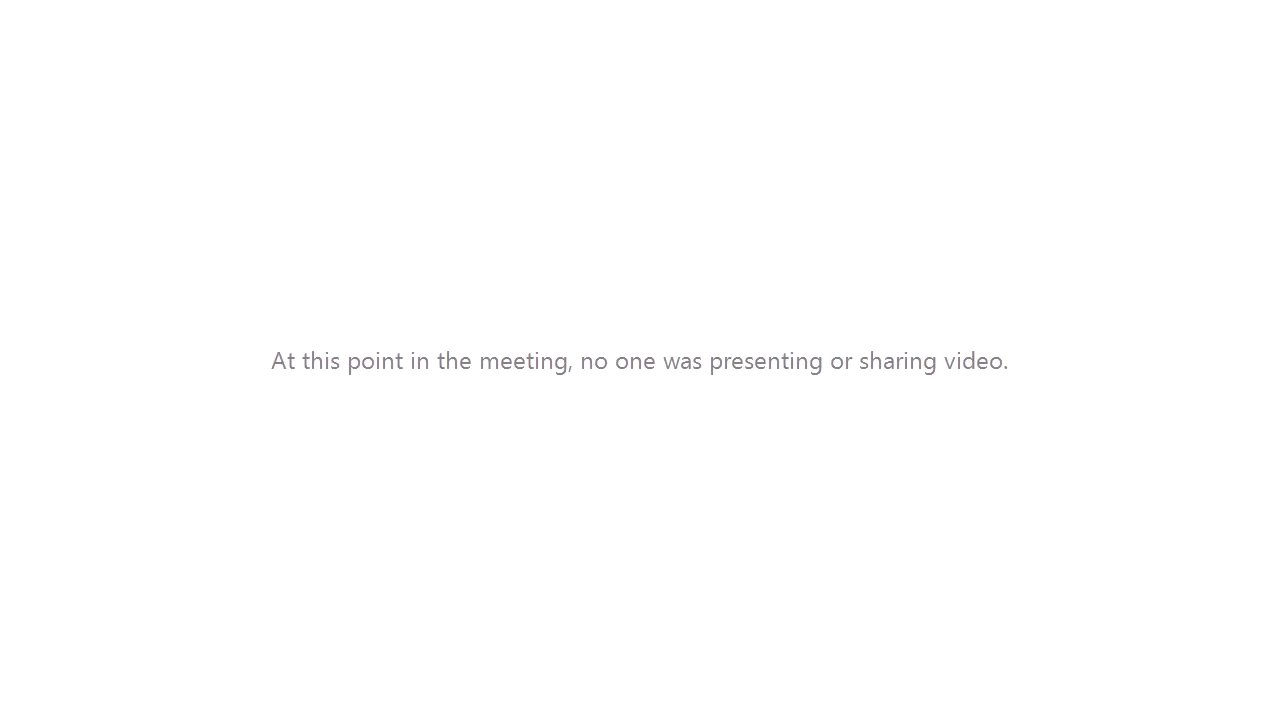 At this point in the meeting, no one was presenting or sharing video.